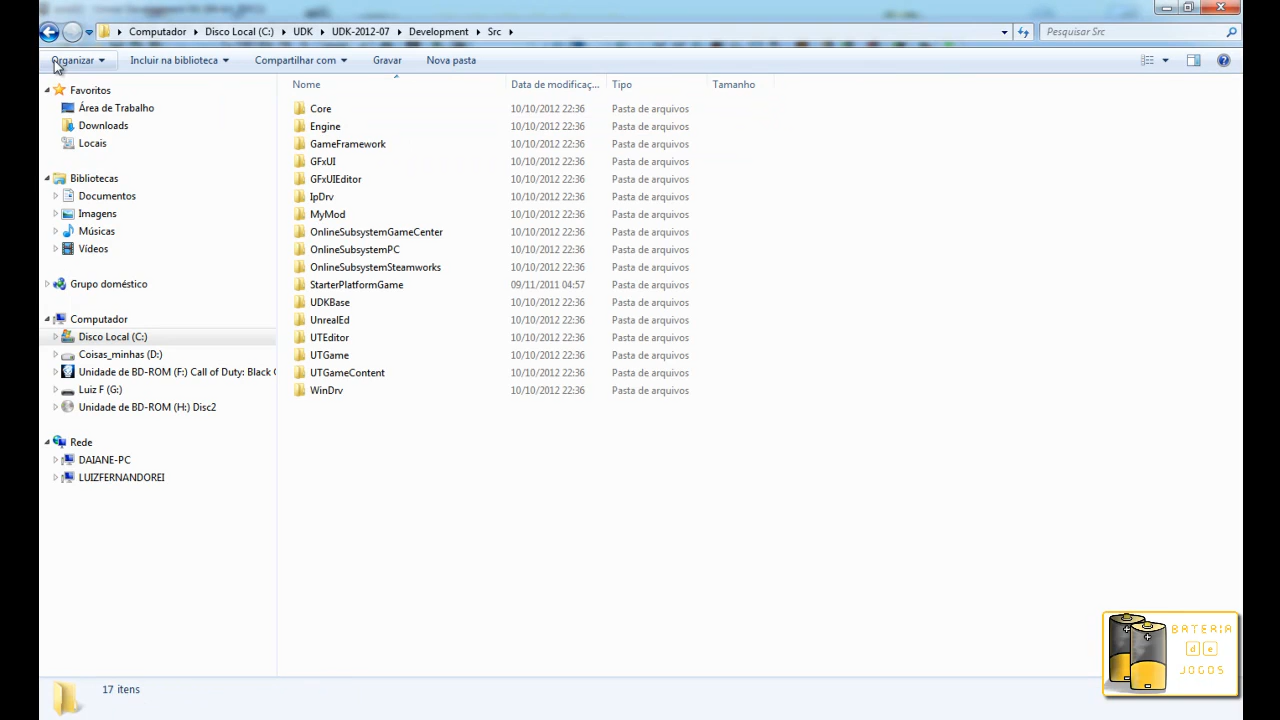 Computador Disco Local (C:) UDK UDK-2012-07 Development Src Pesquisar Src
Organizar Incluir na biblioteca Compartilhar com Gravar Nova pasta
Favoritos
Área de Trabalho
Downloads
Locais
Bibliotecas
Documentos
Imagens
Músicas
Vídeos
Grupo doméstico
Computador
Disco Local (C:)
Coisas_minhas (D:)
Unidade de BD-ROM (F:) Call of Duty: Black
Luiz F (G:)
Unidade de BD-ROM (H:) Disc2
Rede
DAIANE-PC
LUIZFERNANDOREI
Nome Data de modificaç... Tipo Tamanho
Core 10/10/2012 22:36 Pasta de arquivos
Engine 10/10/2012 22:36 Pasta de arquivos
GameFramework 10/10/2012 22:36 Pasta de arquivos
GFxUI 10/10/2012 22:36 Pasta de arquivos
GFxUIEditor 10/10/2012 22:36 Pasta de arquivos
IpDrv 10/10/2012 22:36 Pasta de arquivos
MyMod 10/10/2012 22:36 Pasta de arquivos
OnlineSubsystemGameCenter 10/10/2012 22:36 Pasta de arquivos
OnlineSubsystemPC 10/10/2012 22:36 Pasta de arquivos
OnlineSubsystemSteamworks 10/10/2012 22:36 Pasta de arquivos
StarterPlatformGame 09/11/2011 04:57 Pasta de arquivos
UDKBase 10/10/2012 22:36 Pasta de arquivos
UnrealEd 10/10/2012 22:36 Pasta de arquivos
UTEditor 10/10/2012 22:36 Pasta de arquivos
UTGame 10/10/2012 22:36 Pasta de arquivos
UTGameContent 10/10/2012 22:36 Pasta de arquivos
WinDrv 10/10/2012 22:36 Pasta de arquivos
17 itens
BATERIA
de
JOGOS